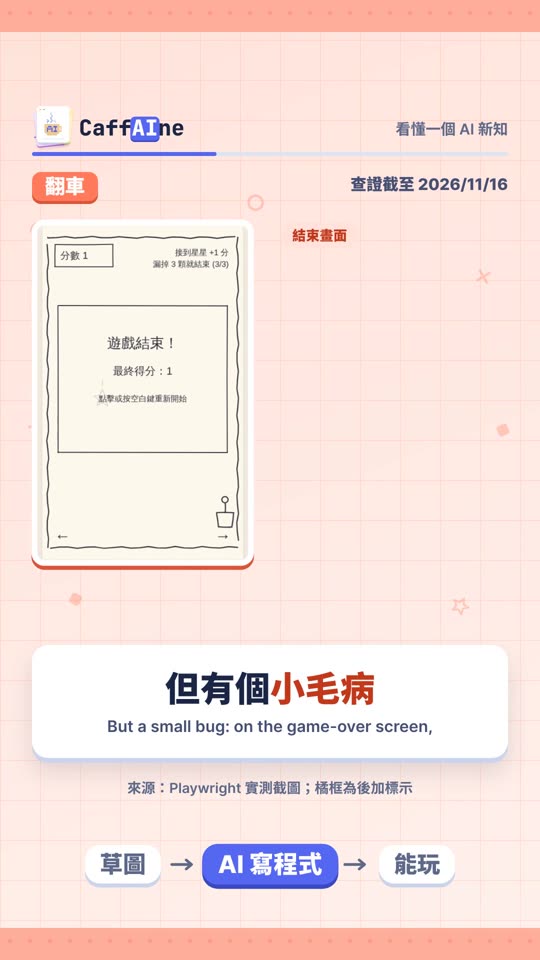 AI
CaffAIne
看懂一個 AI 新知
翻車
查證截至 2026/11/16
結束畫面
分數 1
接到星星 +1 分
漏掉 3 顆就結束 (3/3)
遊戲結束！
最終得分：1
點擊或按空白鍵重新開始
← →
但有個小毛病
But a small bug: on the game-over screen,
來源：Playwright 實測截圖；橘框為後加標示
草圖 → AI 寫程式 → 能玩